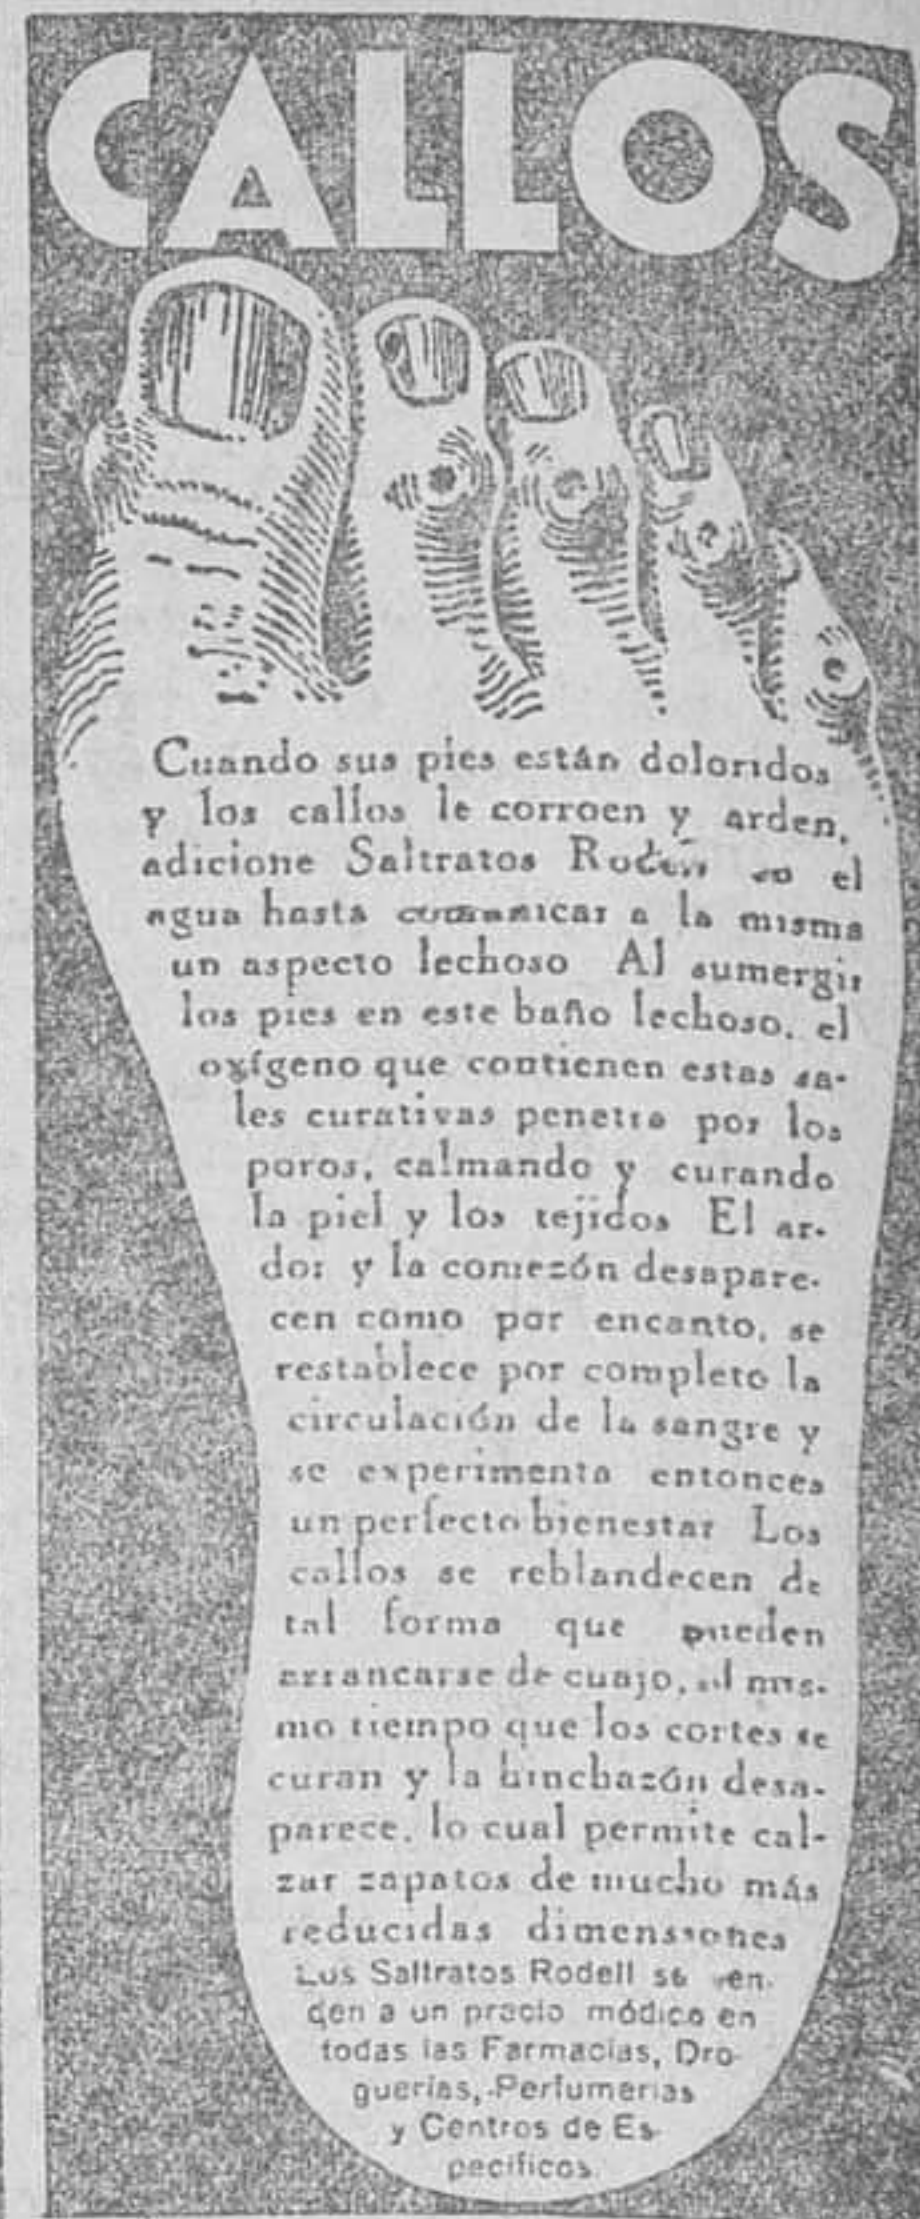 CALLOS
Cuando sus pies están doloridos
y los callos le corroen y arden,
adicione Saltratos Rodell en el
agua hasta comunicar a la misma
un aspecto lechoso Al sumergir
los pies en este baño lechoso, el
oxígeno que contienen estas sa-
les curativas penetra por los
poros, calmando y curando
la piel y los tejidos El ar-
dor y la comezón desapare-
cen como por encanto, se
restablece por completo la
circulación de la sangre y
se experimenta entonces
un perfecto bienestar Los
callos se reblandecen de
tal forma que pueden
arrancarse de cuajo, al mis-
mo tiempo que los cortes se
curan y la hinchazón desa-
parece, lo cual permite cal-
zar zapatos de mucho más
reducidas dimenssones
Los Saltratos Rodell se ven-
den a un precio módico en
todas las Farmacias, Dro-
guerías, Perfumerias
y Centros de Es-
pecíficos.